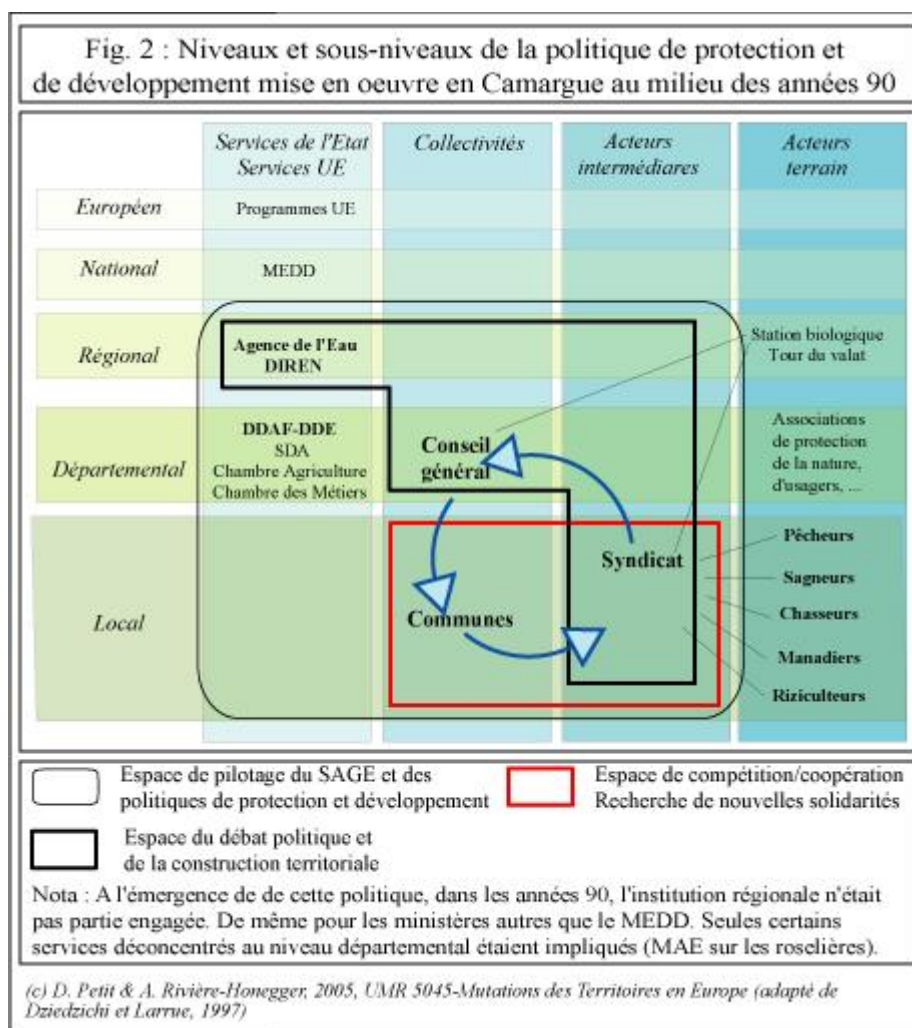 Fig. 2 : Niveaux et sous-niveaux de la politique de protection et
de développement mise en oeuvre en Camargue au milieu des années 90
Services de l'Etat
Services UE
Collectivités
Acteurs
intermédiares
Acteurs
terrain
Européen
Programmes UE
National
MEDD
Régional
Agence de l'Eau
DIREN
Station biologique
Tour du valat
Départemental
DDAF-DDE
SDA
Chambre Agriculture
Chambre des Métiers
Conseil
général
Associations
de protection
de la nature,
d'usagers, ...
Local
Communes
Syndicat
Pêcheurs
Sagneurs
Chasseurs
Manadiers
Riziculteurs
Espace de pilotage du SAGE et des
politiques de protection et développement
Espace de compétition/coopération
Recherche de nouvelles solidarités
Espace du débat politique et
de la construction territoriale
Nota : A l'émergence de de cette politique, dans les années 90, l'institution régionale n'était
pas partie engagée. De même pour les ministères autres que le MEDD. Seules certains
services déconcentrés au niveau départemental étaient impliqués (MAE sur les roselières).
(c) D. Petit & A. Rivière-Honegger, 2005, UMR 5045-Mutations des Territoires en Europe (adapté de
Dziedzichi et Larrue, 1997)